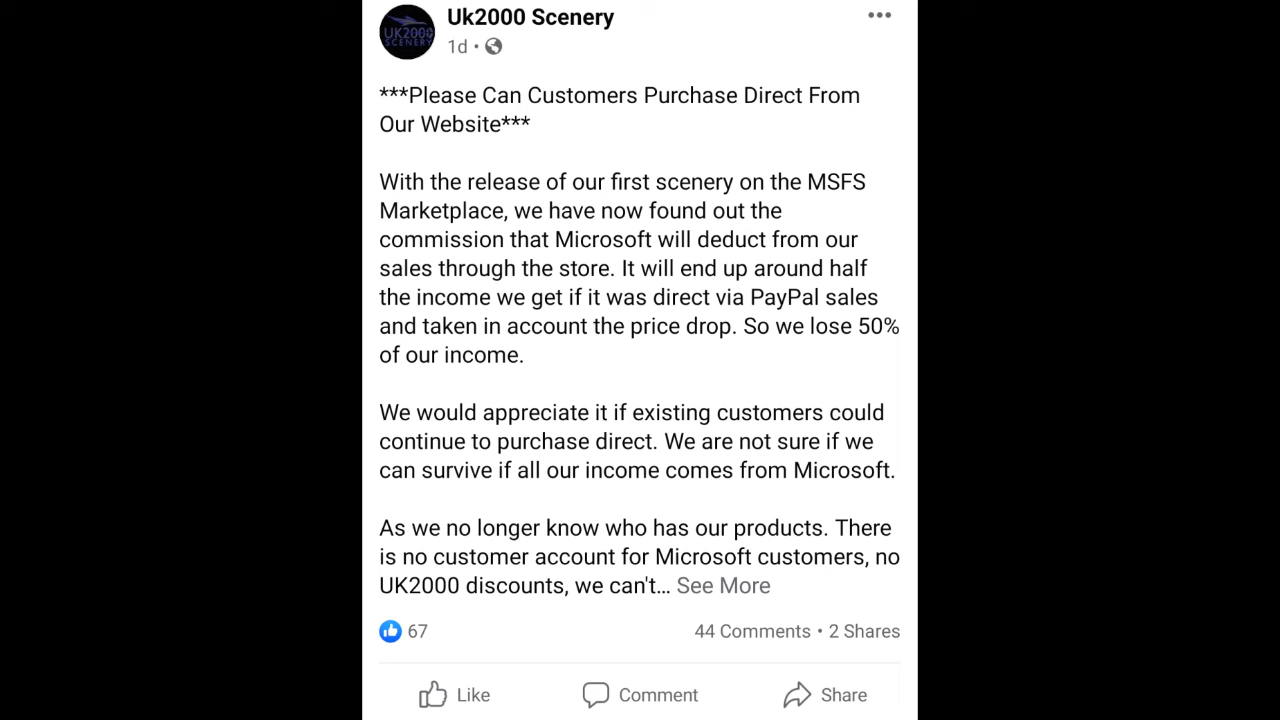 Uk2000 Scenery
1d •
UK2000
SCENERY
***Please Can Customers Purchase Direct From
Our Website***
With the release of our first scenery on the MSFS
Marketplace, we have now found out the
commission that Microsoft will deduct from our
sales through the store. It will end up around half
the income we get if it was direct via PayPal sales
and taken in account the price drop. So we lose 50%
of our income.
We would appreciate it if existing customers could
continue to purchase direct. We are not sure if we
can survive if all our income comes from Microsoft.
As we no longer know who has our products. There
is no customer account for Microsoft customers, no
UK2000 discounts, we can't... See More
67
44 Comments • 2 Shares
Like
Comment
Share